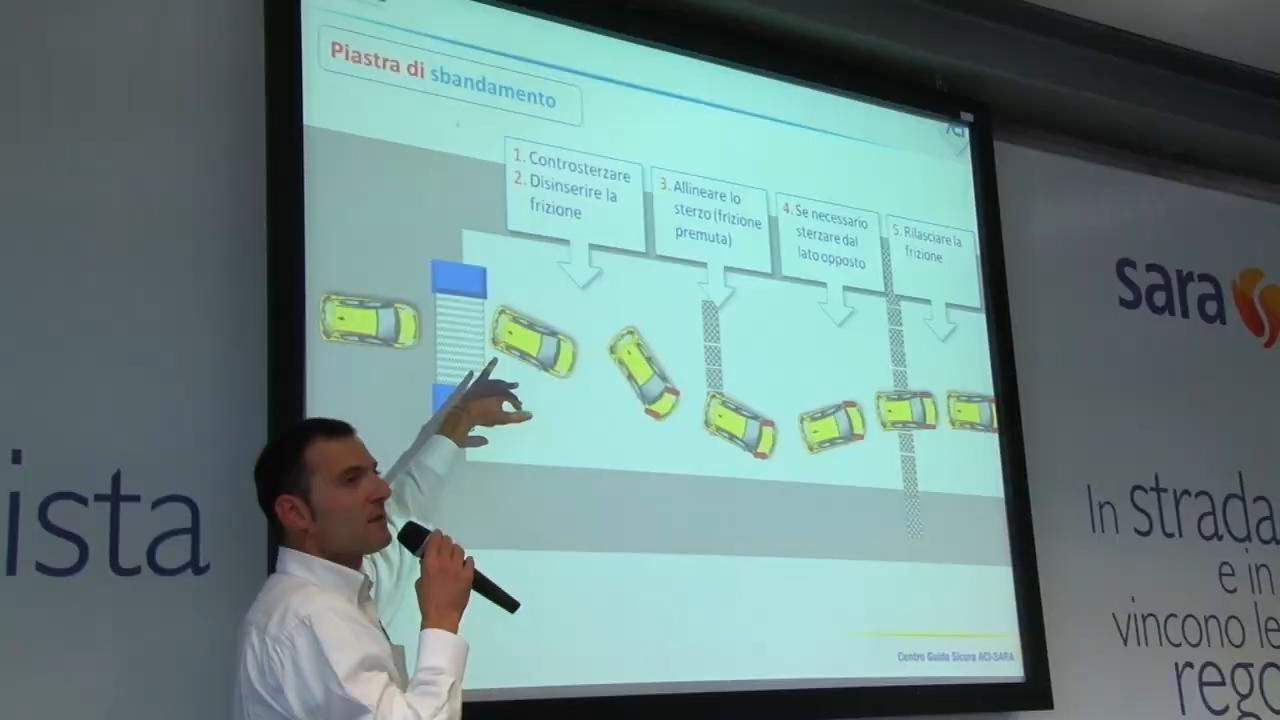 Piastra di sbandamento
1. Controsterzare
2. Disinserire la
frizione
3. Allineare lo
sterzo (frizione
premuta)
4. Se necessario
sterzare dal
lato opposto
5. Rilasciare la
frizione
ACI
Centro Guida Sicura ACI-SARA
ista
sara
In strada
e in
vincono le
rego